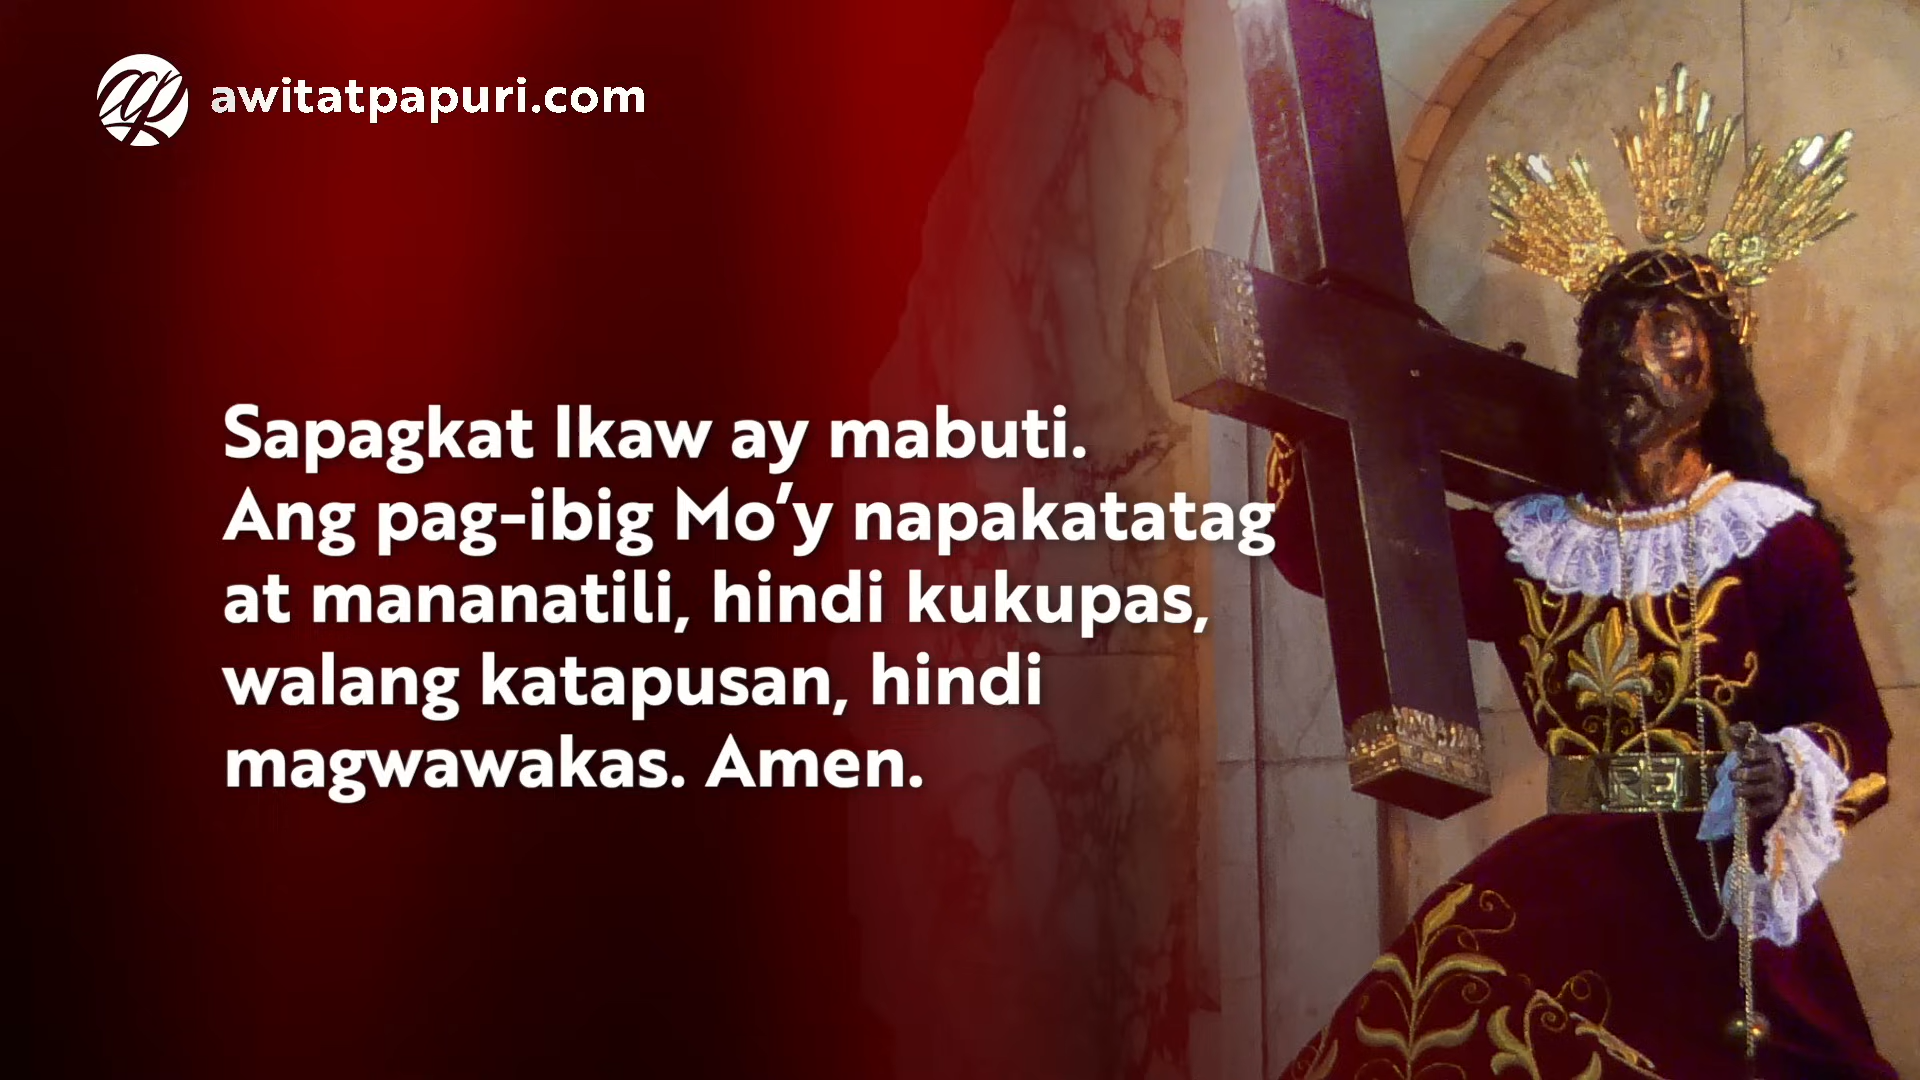 awitatpapuri.com
Sapagkat Ikaw ay mabuti.
Ang pag-ibig Mo’y napakatatag
at mananatili, hindi kukupas,
walang katapusan, hindi
magwawakas. Amen.